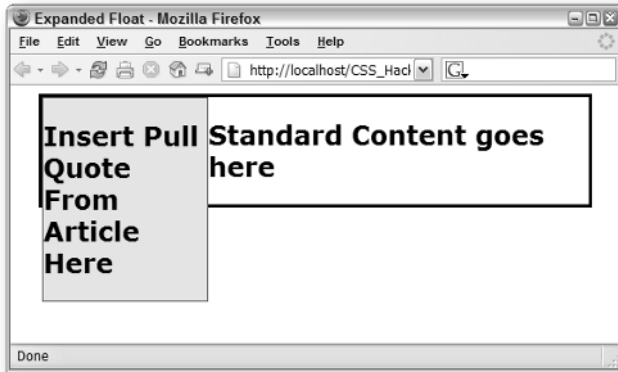 Expanded Float - Mozilla Firefox
File Edit View Go Bookmarks Tools Help
http://localhost/CSS_Hack
G
Insert Pull
Quote
From
Article
Here
Standard Content goes
here
Done